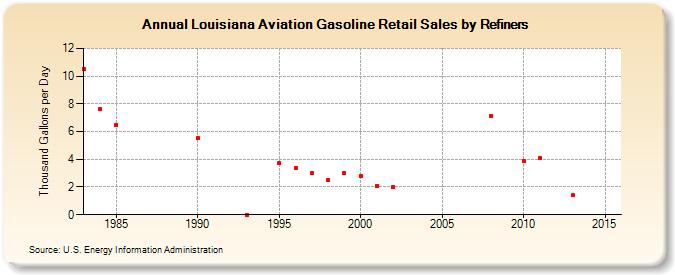 Annual Louisiana Aviation Gasoline Retail Sales by Refiners
Thousand Gallons per Day
12
10
8
6
4
2
0
1985 1990 1995 2000 2005 2010 2015
Source: U.S. Energy Information Administration